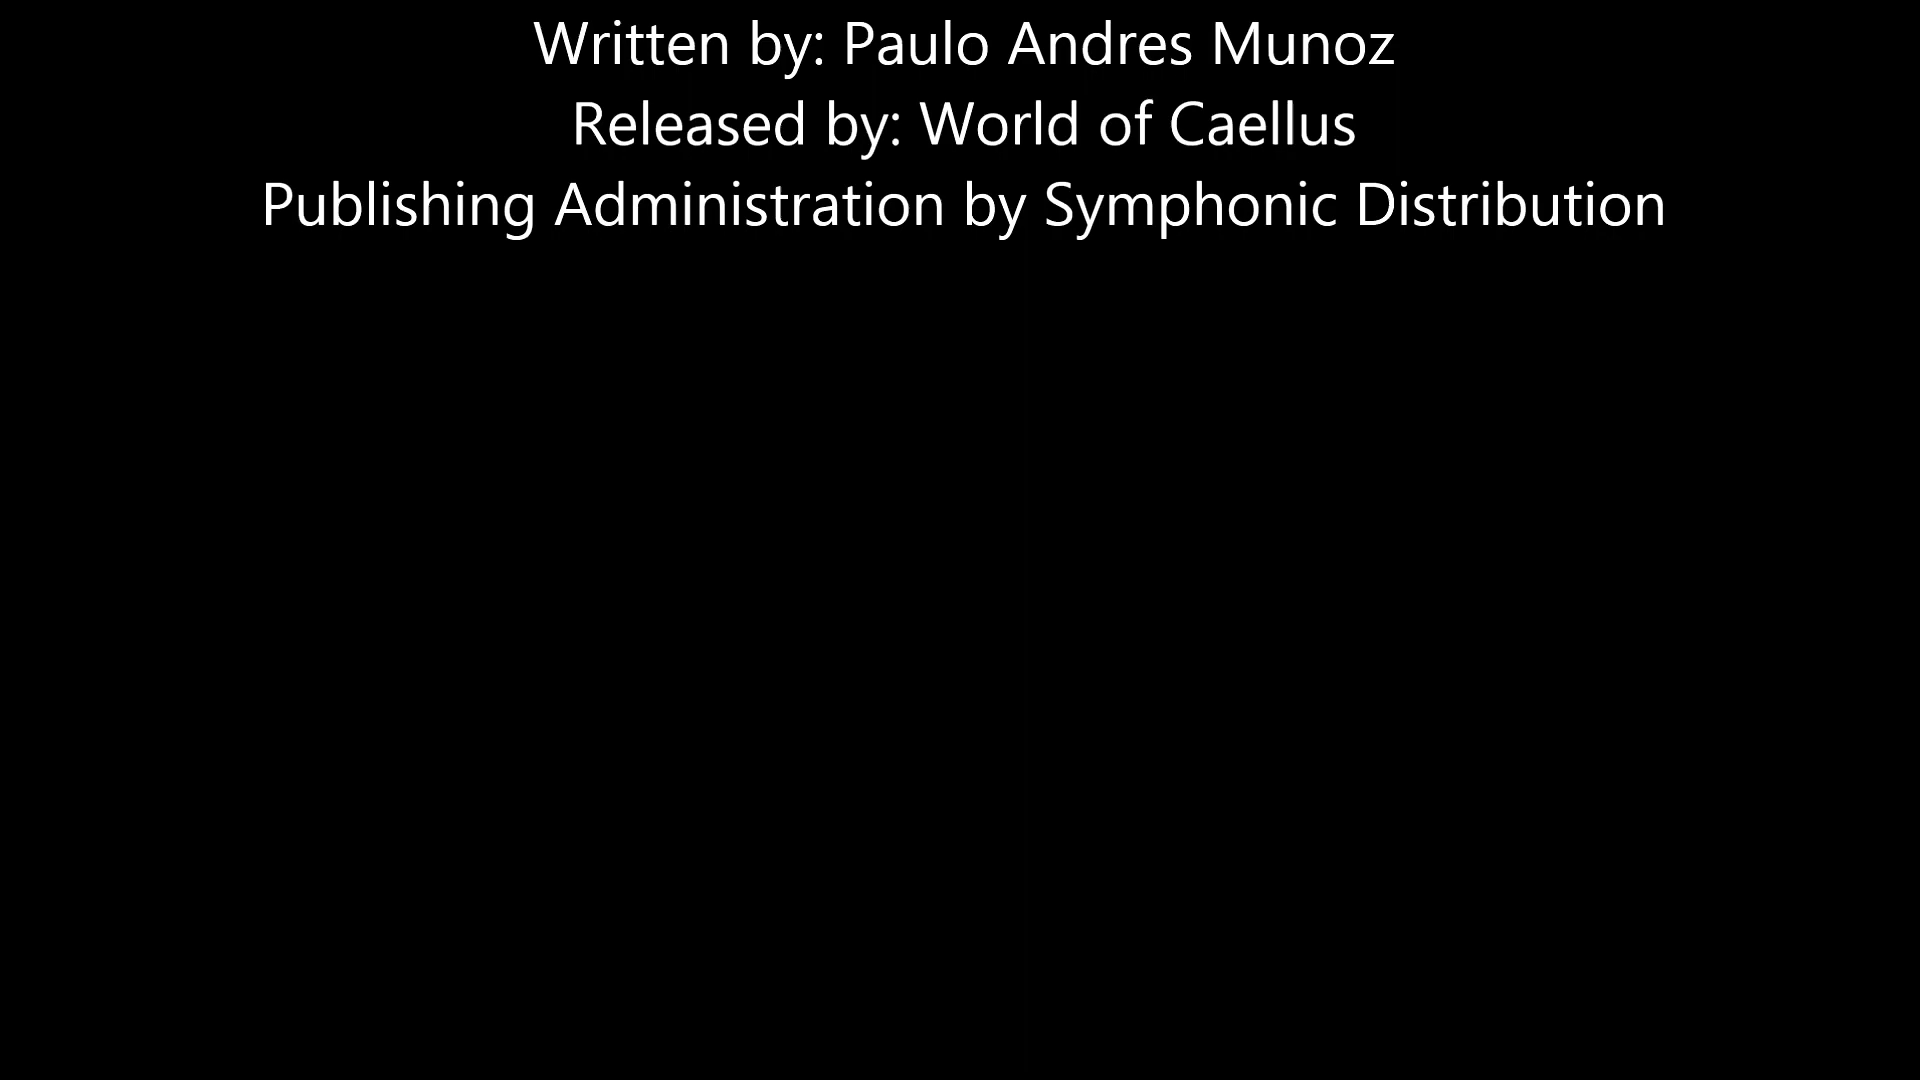 Written by: Paulo Andres Munoz
Released by: World of Caellus
Publishing Administration by Symphonic Distribution